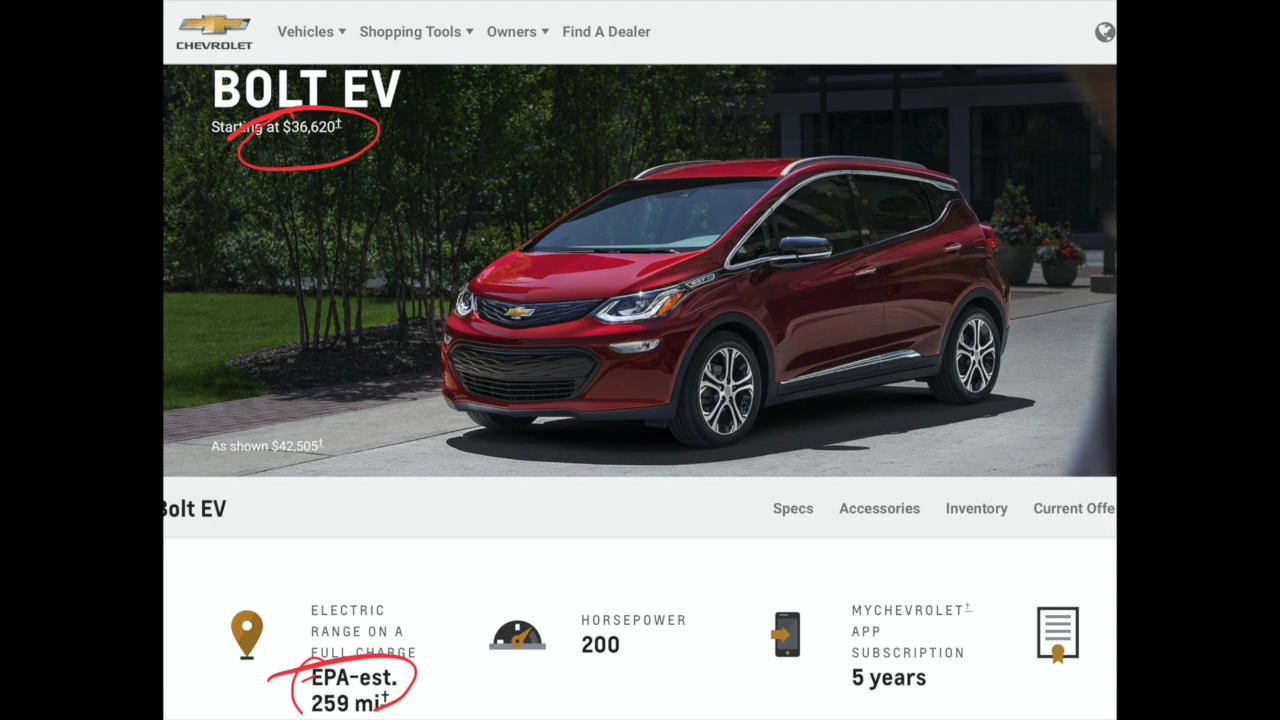 CHEVROLET
Vehicles Shopping Tools Owners Find A Dealer
BOLT EV
Starting at $36,620†
As shown $42,505†
Bolt EV
Specs Accessories Inventory Current Offe
ELECTRIC
RANGE ON A
FULL CHARGE
EPA-est.
259 mi†
HORSEPOWER
200
MYCHEVROLET†
APP
SUBSCRIPTION
5 years